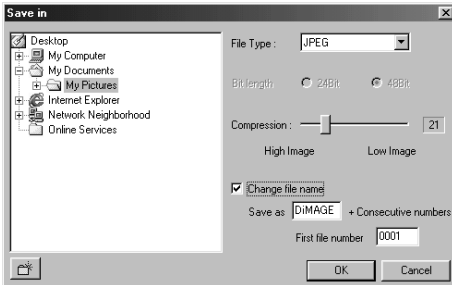 Save in
Desktop
My Computer
My Documents
My Pictures
Internet Explorer
Network Neighborhood
Online Services
File Type : JPEG
Bit length: 24Bit 48Bit
Compression : 21
High Image Low Image
Change file name
Save as DiMAGE + Consecutive numbers
First file number 0001
OK Cancel